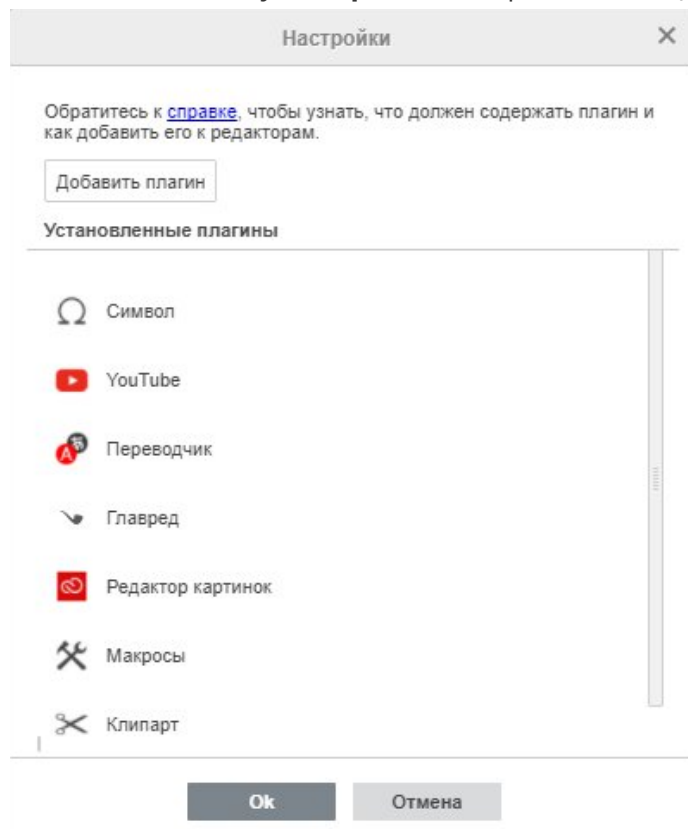 Настройки
Обратитесь к справке, чтобы узнать, что должен содержать плагин и
как добавить его к редакторам.
Добавить плагин
Установленные плагины
Символ
YouTube
Переводчик
Главред
Редактор картинок
Макросы
Клипарт
Ok Отмена